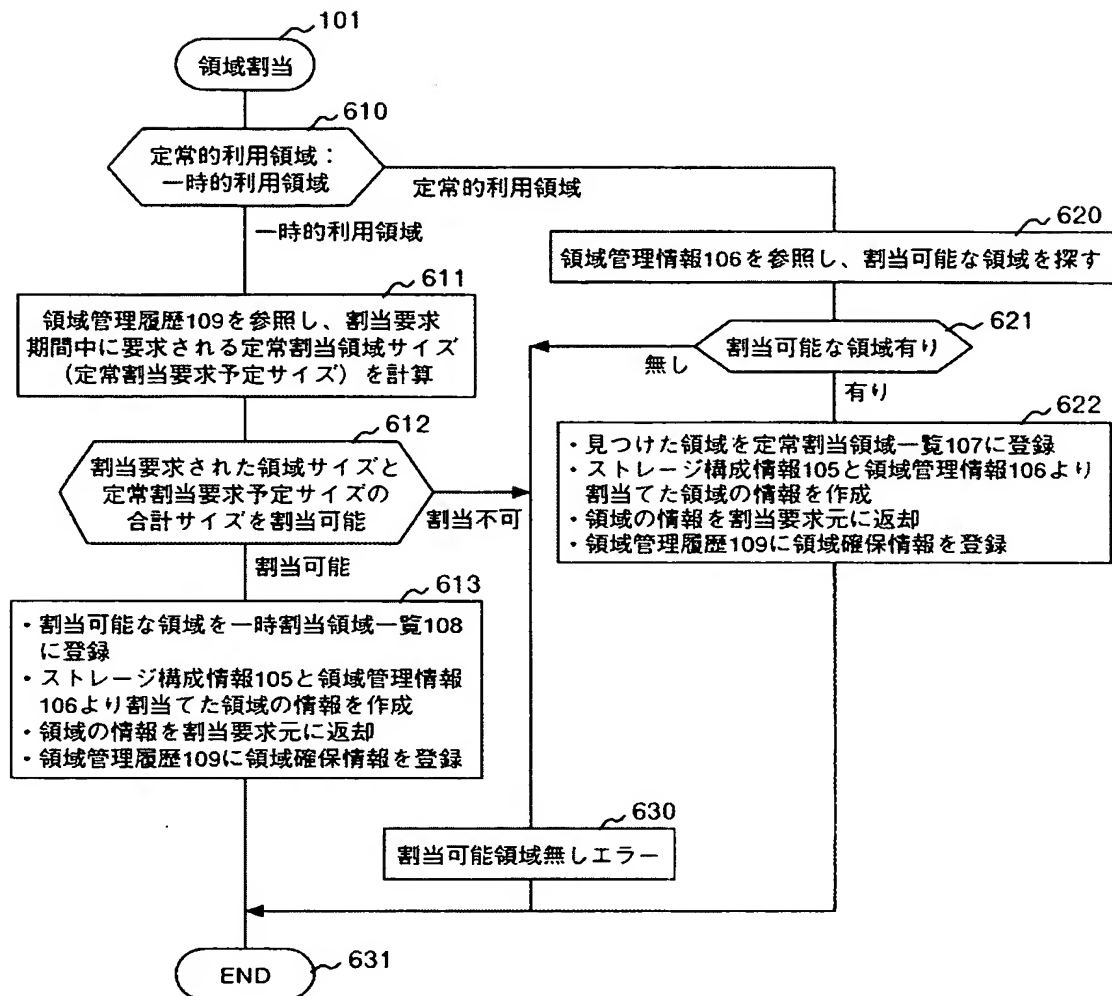 101
領域割当
610
定常的利用領域：
一時的利用領域
定常的利用領域
一時的利用領域
611
領域管理履歴109を参照し、割当要求
期間中に要求される定常割当領域サイズ
（定常割当要求予定サイズ）を計算
612
割当要求された領域サイズと
定常割当要求予定サイズの
合計サイズを割当可能
割当不可
割当可能
613
・割当可能な領域を一時割当領域一覧108
に登録
・ストレージ構成情報105と領域管理情報
106より割当てた領域の情報を作成
・領域の情報を割当要求元に返却
・領域管理履歴109に領域確保情報を登録
620
領域管理情報106を参照し、割当可能な領域を探す
621
割当可能な領域有り
無し
有り
622
・見つけた領域を定常割当領域一覧107に登録
・ストレージ構成情報105と領域管理情報106より
割当てた領域の情報を作成
・領域の情報を割当要求元に返却
・領域管理履歴109に領域確保情報を登録
630
割当可能領域無しエラー
END
631